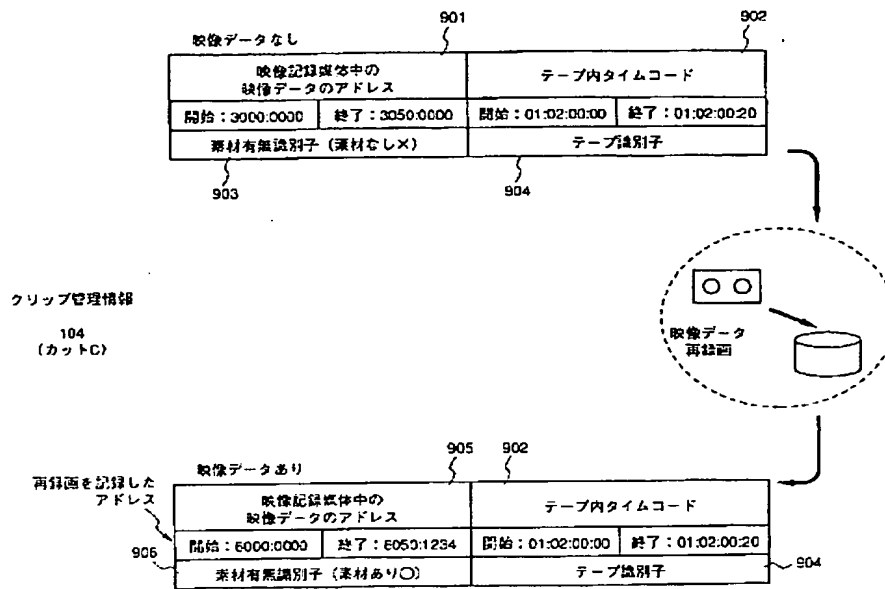 901
902
映像データなし
映像記録媒体中の
映像データのアドレス
テープ内タイムコード
開始：3000:0000
終了：3050:0000
開始：01:02:00:00
終了：01:02:00:20
素材有無識別子（素材なし×）
テープ識別子
903
904
クリップ管理情報
104
（カットC）
映像データ
再録画
905
902
映像データあり
再録画を記録した
アドレス
映像記録媒体中の
映像データのアドレス
テープ内タイムコード
開始：6000:0000
終了：6050:1234
開始：01:02:00:00
終了：01:02:00:20
906
素材有無識別子（素材あり○）
テープ識別子
904